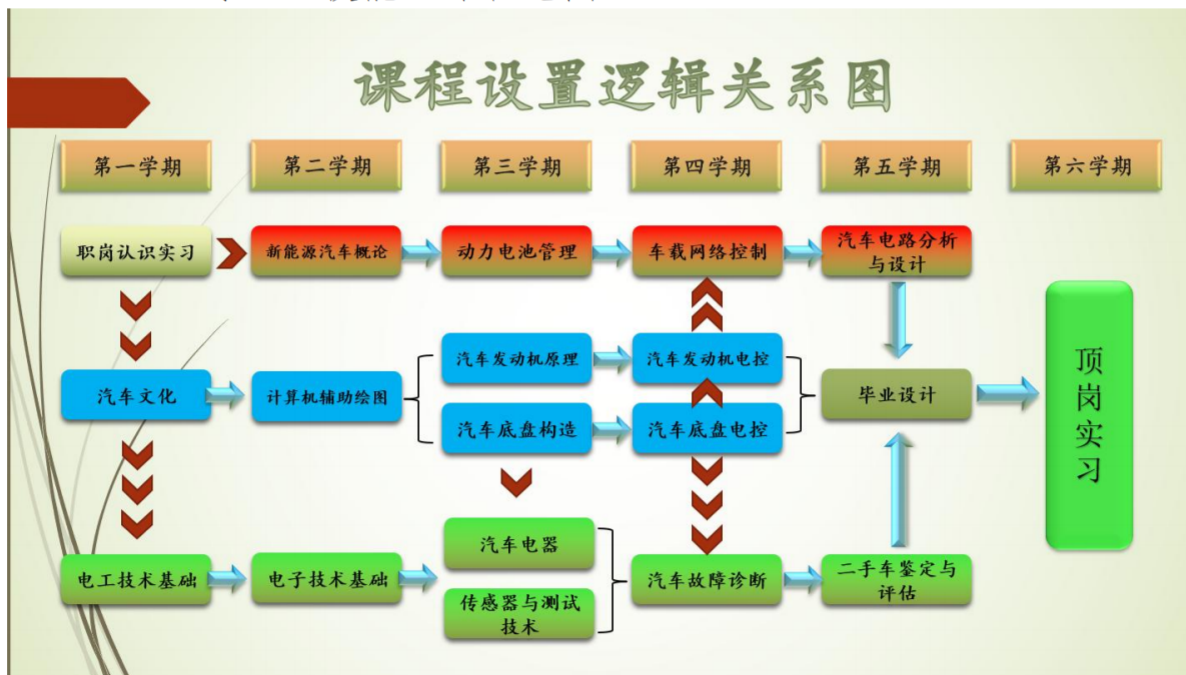 课程设置逻辑关系图
第一学期
第二学期
第三学期
第四学期
第五学期
第六学期
职岗认识实习
新能源汽车概论
动力电池管理
车载网络控制
汽车电路分析
与设计
汽车文化
计算机辅助绘图
汽车发动机原理
汽车发动机电控
汽车底盘构造
汽车底盘电控
毕业设计
顶岗实习
电工技术基础
电子技术基础
汽车电器
传感器与测试
技术
汽车故障诊断
二手车鉴定与
评估